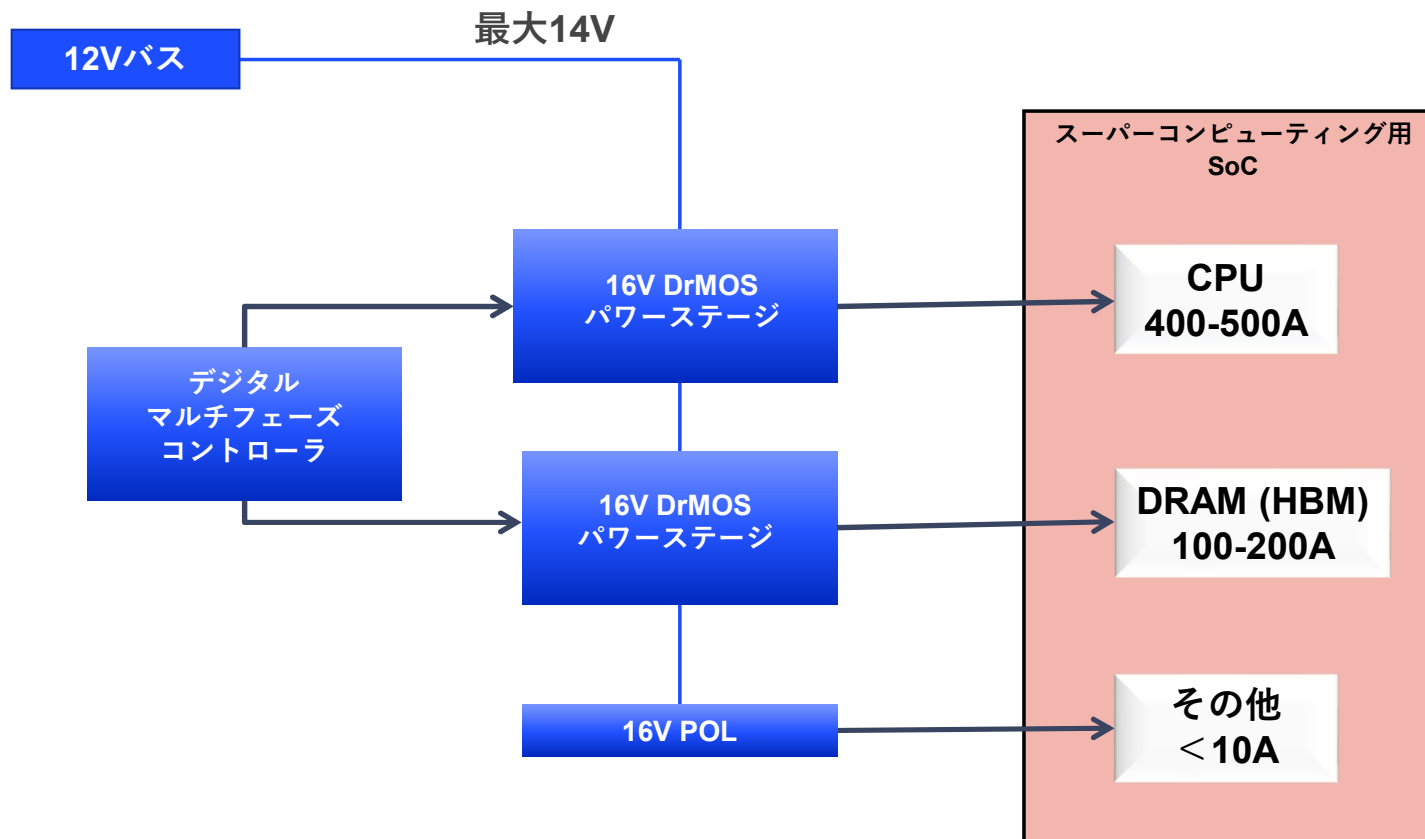 最大14V
12Vバス
スーパーコンピューティング用
SoC
16V DrMOS
パワーステージ
CPU
400-500A
デジタル
マルチフェーズ
コントローラ
16V DrMOS
パワーステージ
DRAM (HBM)
100-200A
16V POL
その他
＜10A